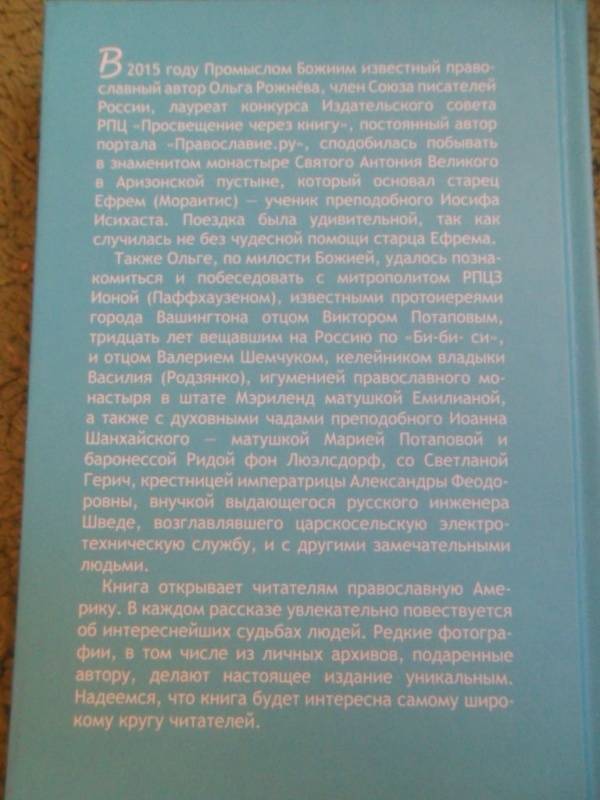 В 2015 году Промыслом Божиим известный право-
славный автор Ольга Рожнёва, член Союза писателей
России, лауреат конкурса Издательского совета
РПЦ «Просвещение через книгу», постоянный автор
портала «Православие.ру», сподобилась побывать
в знаменитом монастыре Святого Антония Великого
в Аризонской пустыне, который основал старец
Ефрем (Мораитис) — ученик преподобного Иосифа
Исихаста. Поездка была удивительной, так как
случилась не без чудесной помощи старца Ефрема.
Также Ольге, по милости Божией, удалось позна-
комиться и побеседовать с митрополитом РПЦЗ
Ионой (Паффхаузеном), известными протоиереями
города Вашингтона отцом Виктором Потаповым,
тридцать лет вещавшим на Россию по «Би-би- си»,
и отцом Валерием Шемчуком, келейником владыки
Василия (Родзянко), игуменией православного мо-
настыря в штате Мэриленд матушкой Емилианой,
а также с духовными чадами преподобного Иоанна
Шанхайского — матушкой Марией Потаповой и
баронессой Ридой фон Люэлсдорф, со Светланой
Герич, крестницей императрицы Александры Феодо-
ровны, внучкой выдающегося русского инженера
Шведе, возглавлявшего царскосельскую электро-
техническую службу, и с другими замечательными
людьми.
Книга открывает читателям православную Аме-
рику. В каждом рассказе увлекательно повествуется
об интереснейших судьбах людей. Редкие фотогра-
фии, в том числе из личных архивов, подаренные
автору, делают настоящее издание уникальным.
Надеемся, что книга будет интересна самому широ-
кому кругу читателей.